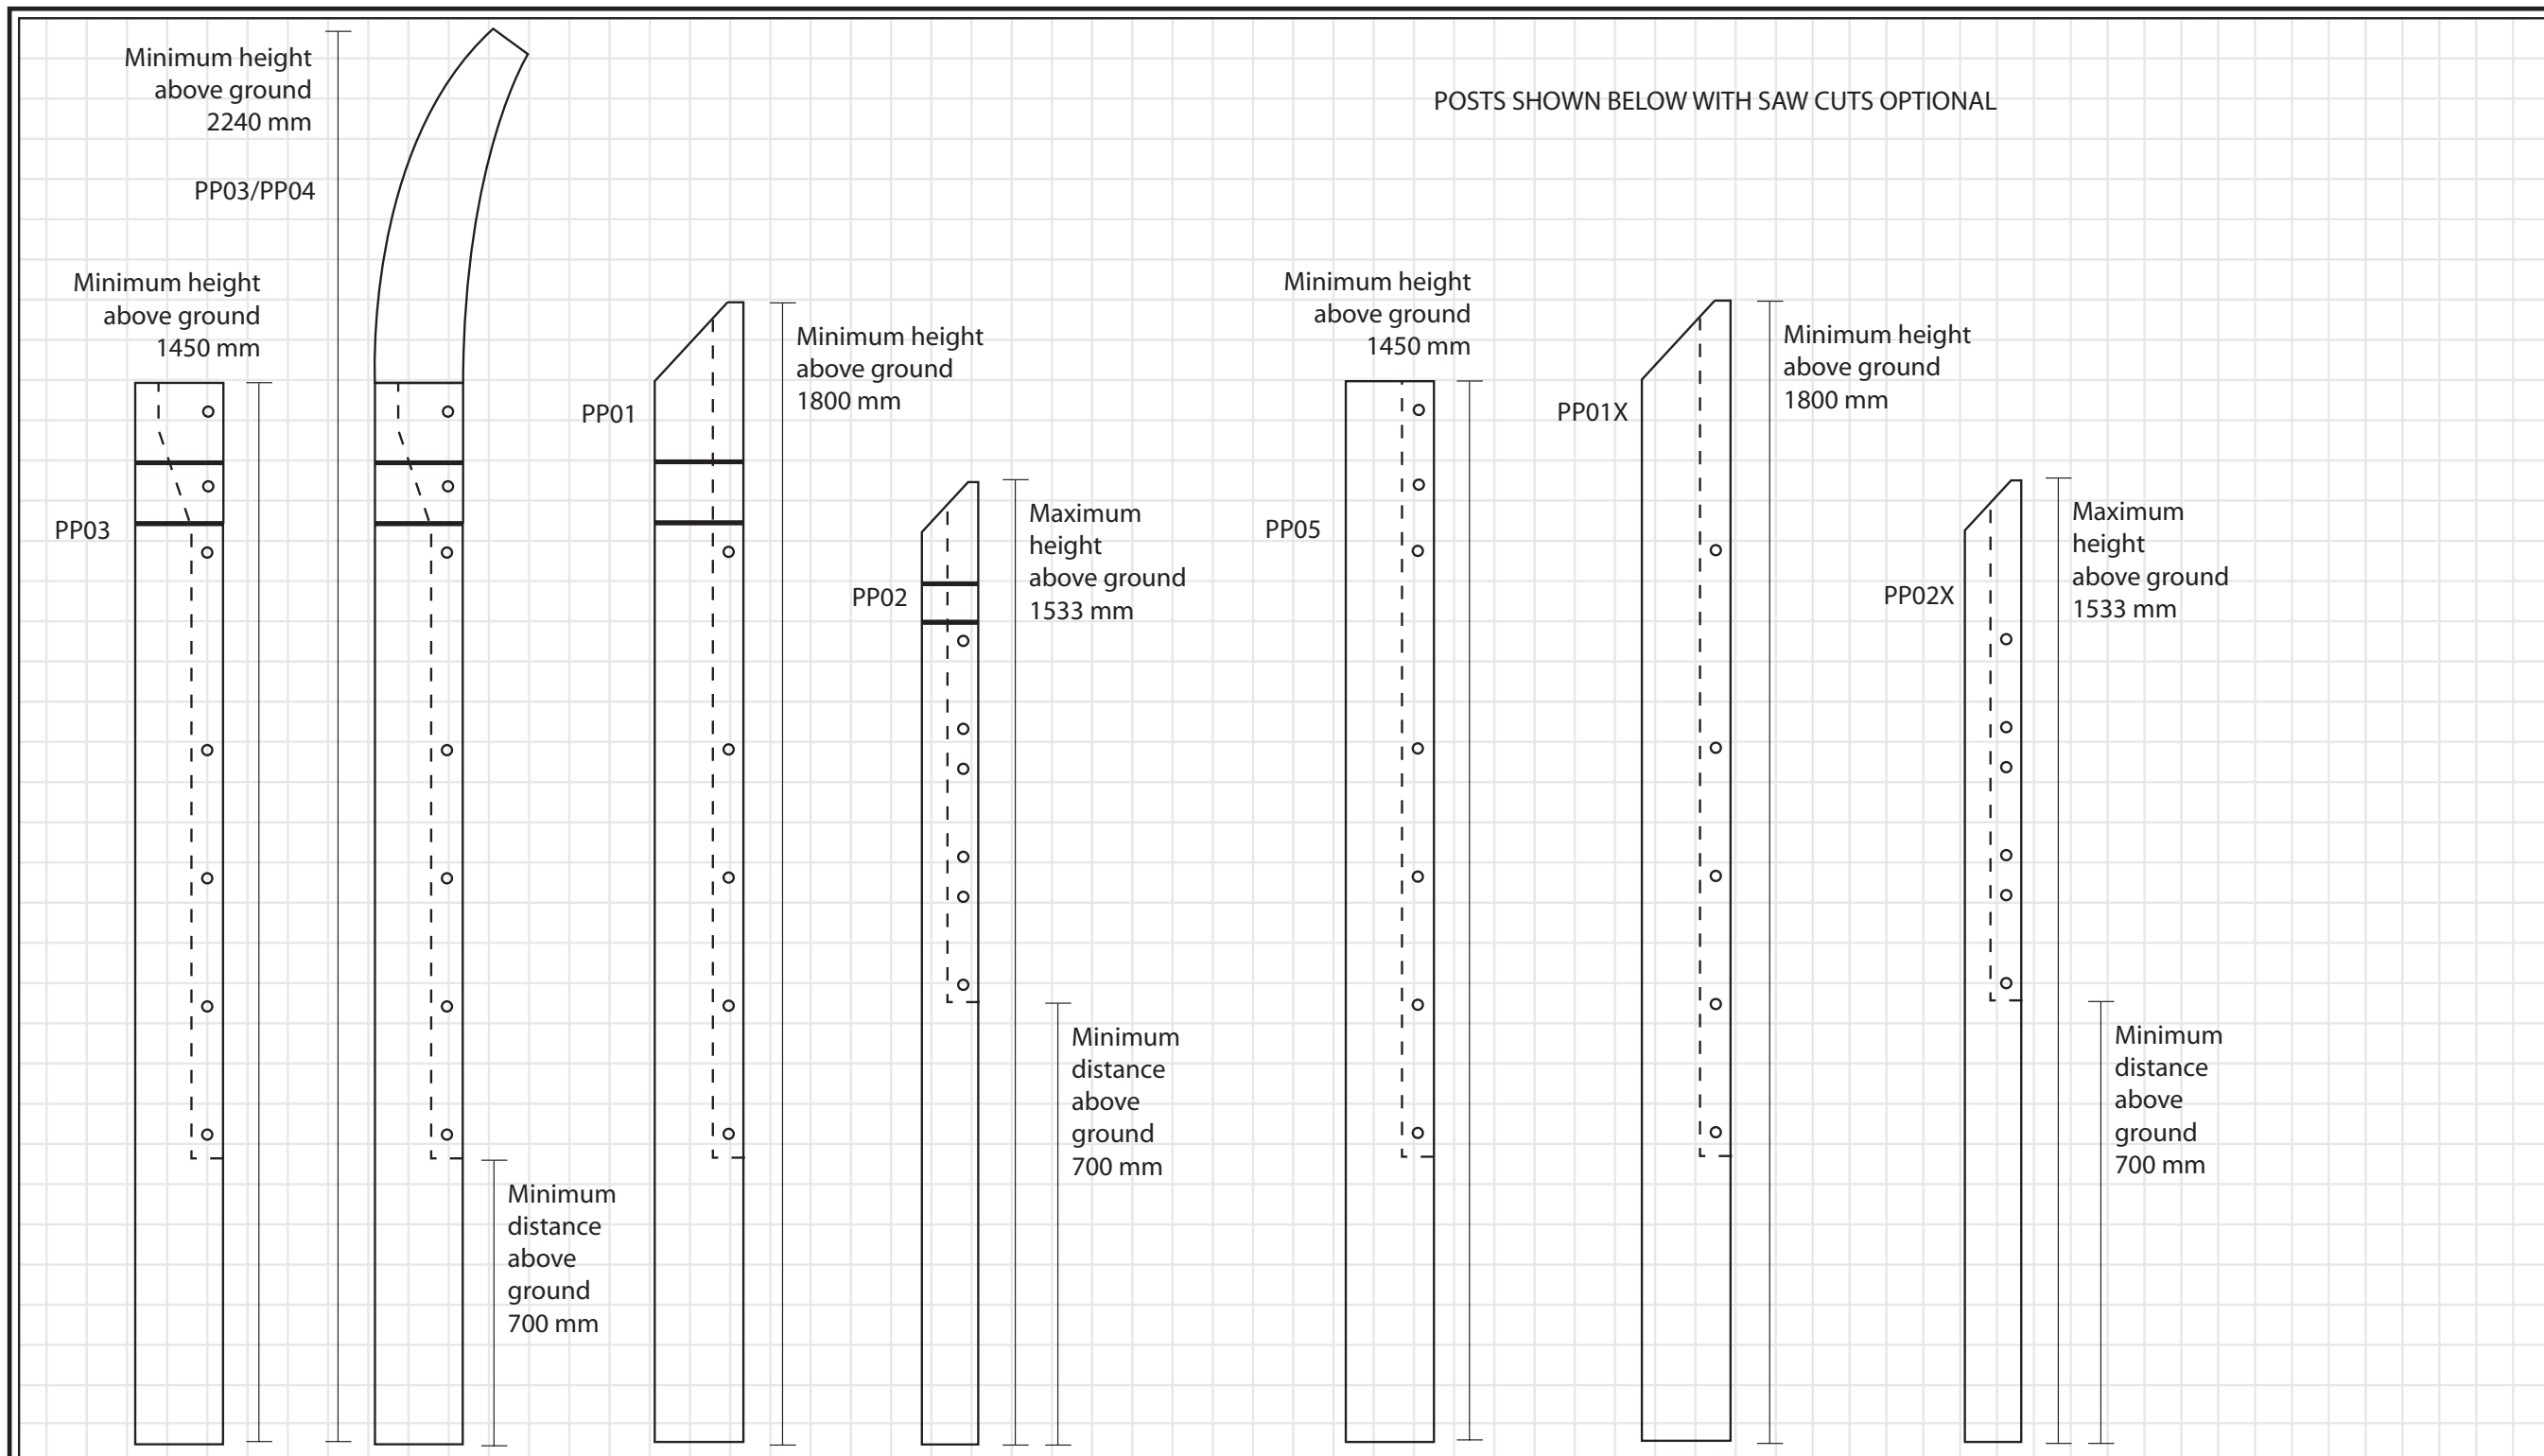 Minimum height
above ground
2240 mm
PP03/PP04
Minimum height
above ground
1450 mm
PP03
Minimum
distance
above
ground
700 mm
PP01
Minimum height
above ground
1800 mm
PP02
Maximum
height
above ground
1533 mm
Minimum
distance
above
ground
700 mm
POSTS SHOWN BELOW WITH SAW CUTS OPTIONAL
Minimum height
above ground
1450 mm
PP05
PP01X
Minimum height
above ground
1800 mm
PP02X
Maximum
height
above ground
1533 mm
Minimum
distance
above
ground
700 mm